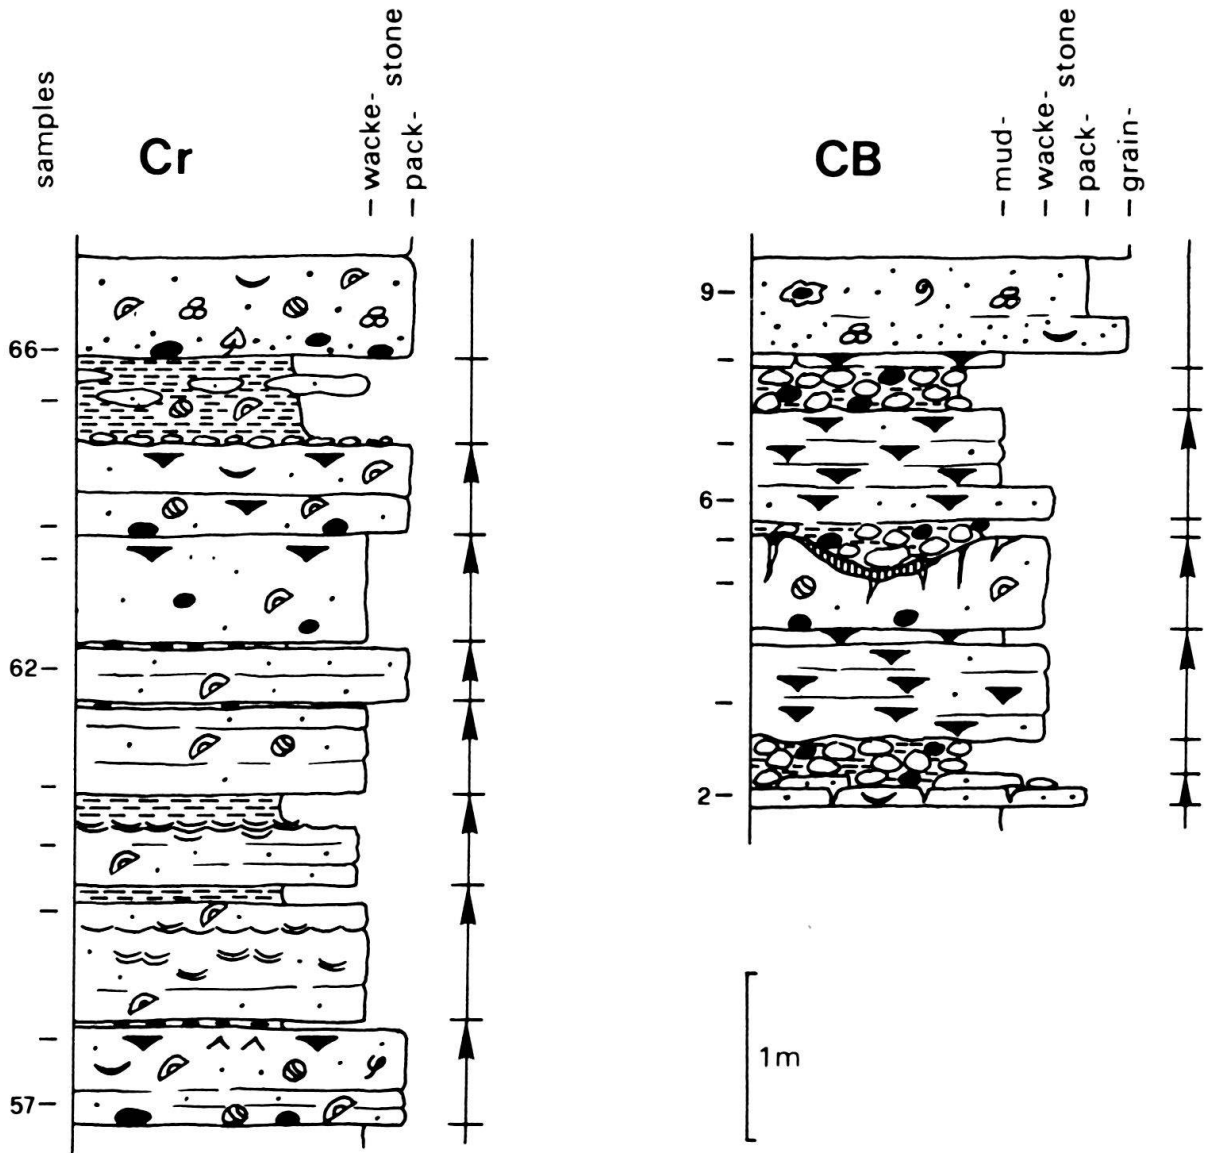 samples
Cr
wacke-stone
pack-
66
62
57
CB
mud-
wacke-stone
pack-
grain-
9
6
2
1m